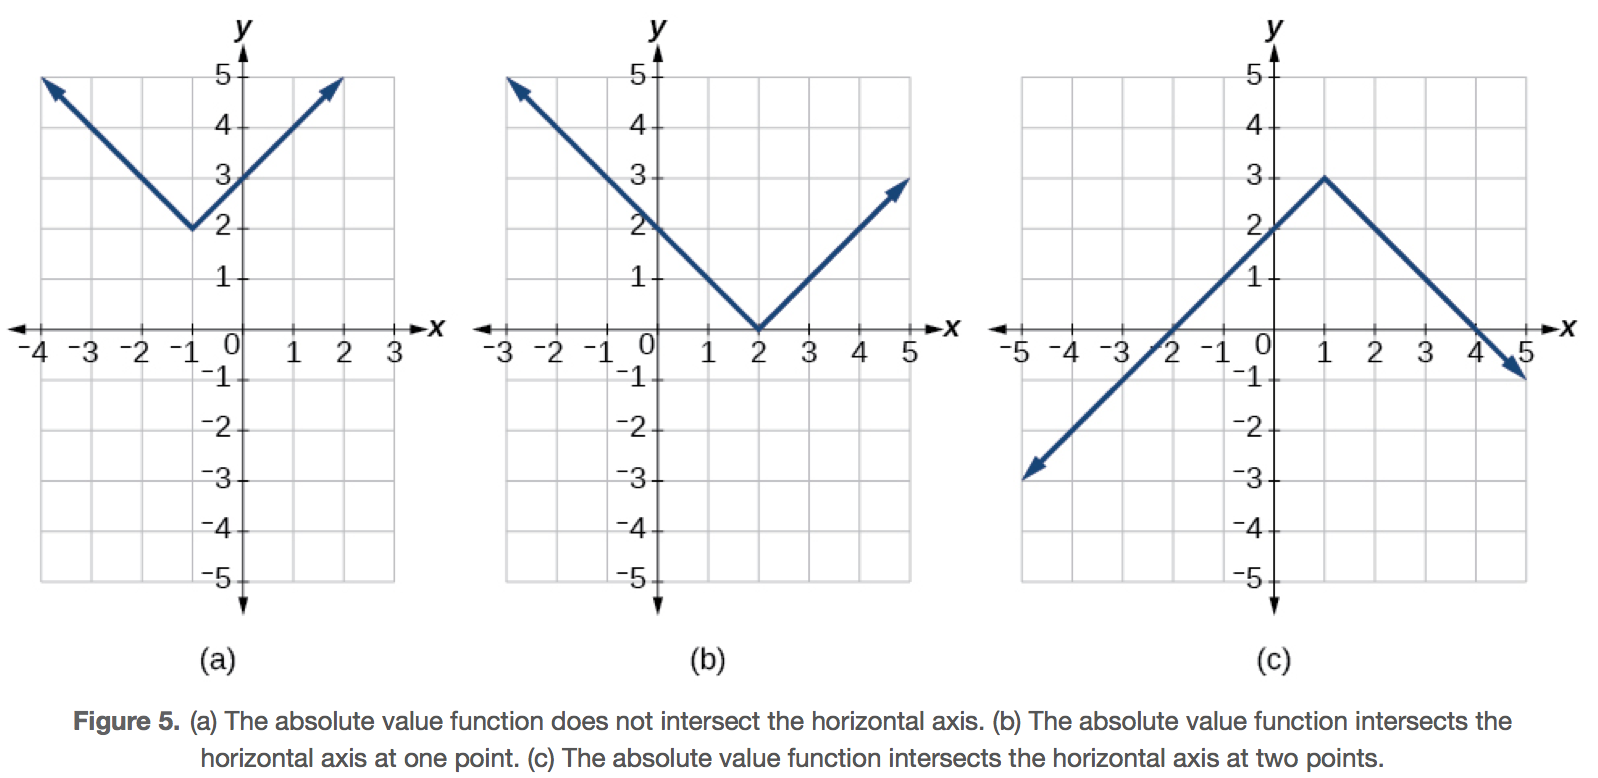 y
5
4
3
2
1
-4 -3 -2 -1 0 1 2 3 x
-1
-2
-3
-4
-5
(a)
y
5
4
3
2
1
-3 -2 -1 0 1 2 3 4 5 x
-1
-2
-3
-4
-5
(b)
y
5
4
3
2
1
-5 -4 -3 -2 -1 0 1 2 3 4 5 x
-1
-2
-3
-4
-5
(c)
Figure 5. (a) The absolute value function does not intersect the horizontal axis. (b) The absolute value function intersects the
horizontal axis at one point. (c) The absolute value function intersects the horizontal axis at two points.